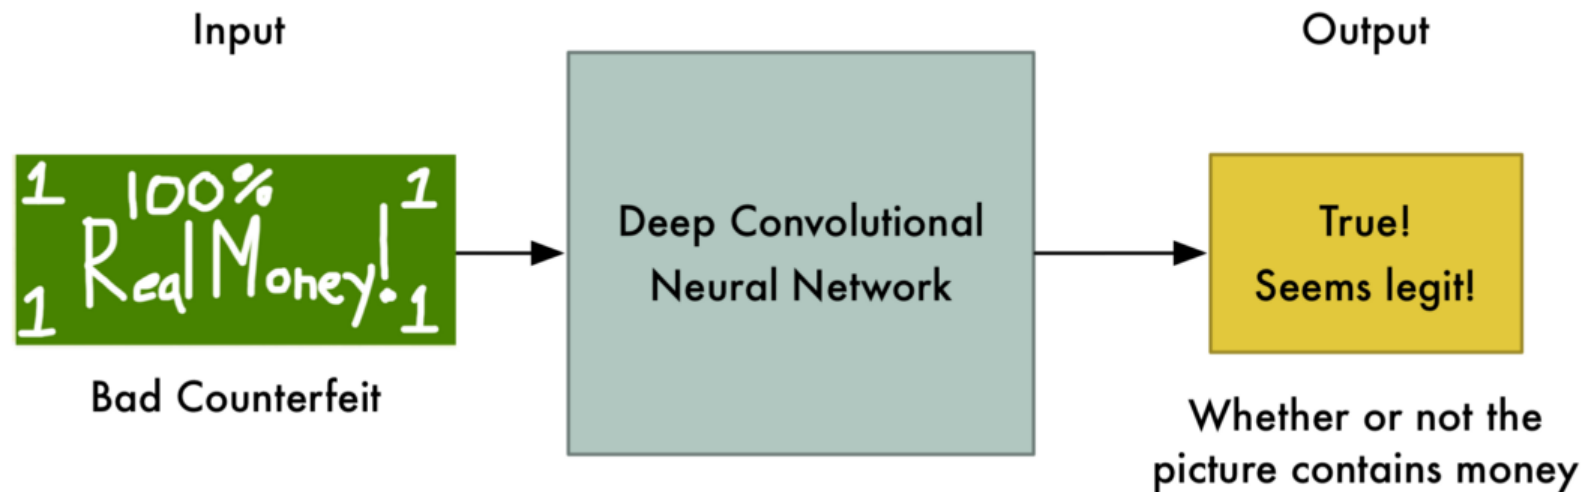 Input
Output
1
100%
1
Real Money!
1
1
Bad Counterfeit
Deep Convolutional
Neural Network
True!
Seems legit!
Whether or not the
picture contains money